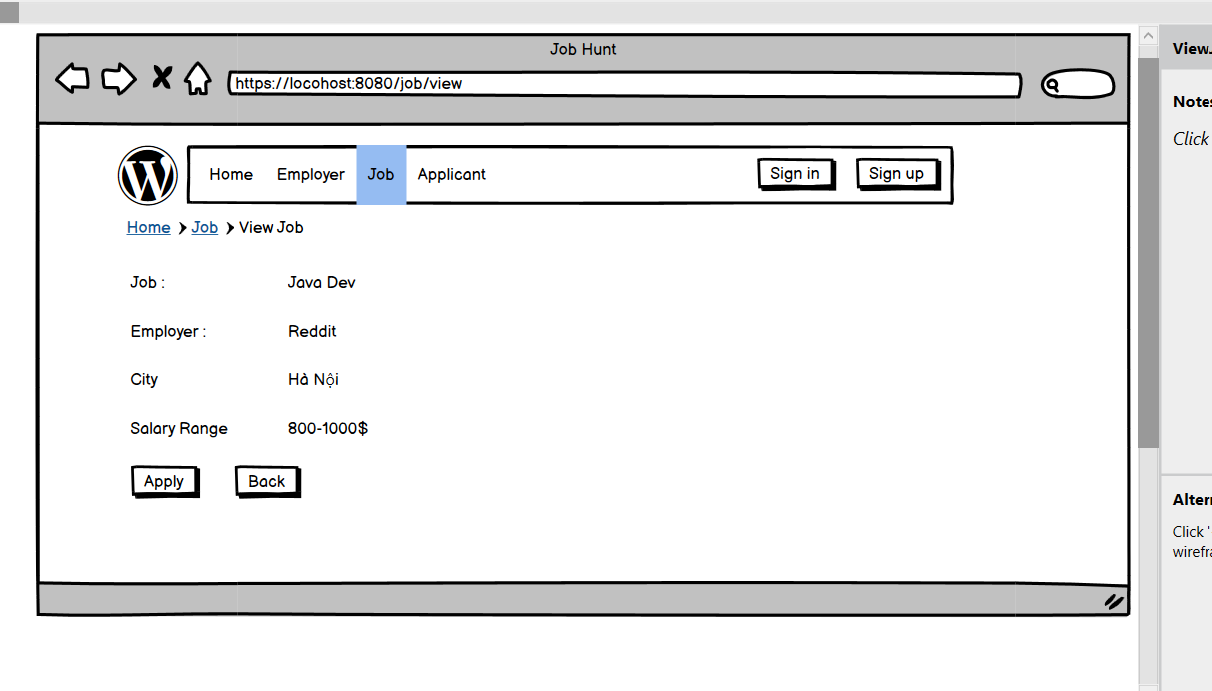 Job Hunt
https://locohost:8080/job/view
W
Home Employer Job Applicant Sign in Sign up
Home Job View Job
Job : Java Dev
Employer : Reddit
City Hà Nội
Salary Range 800-1000$
Apply Back
View
Notes
Click
Alter
Click '
wirefra